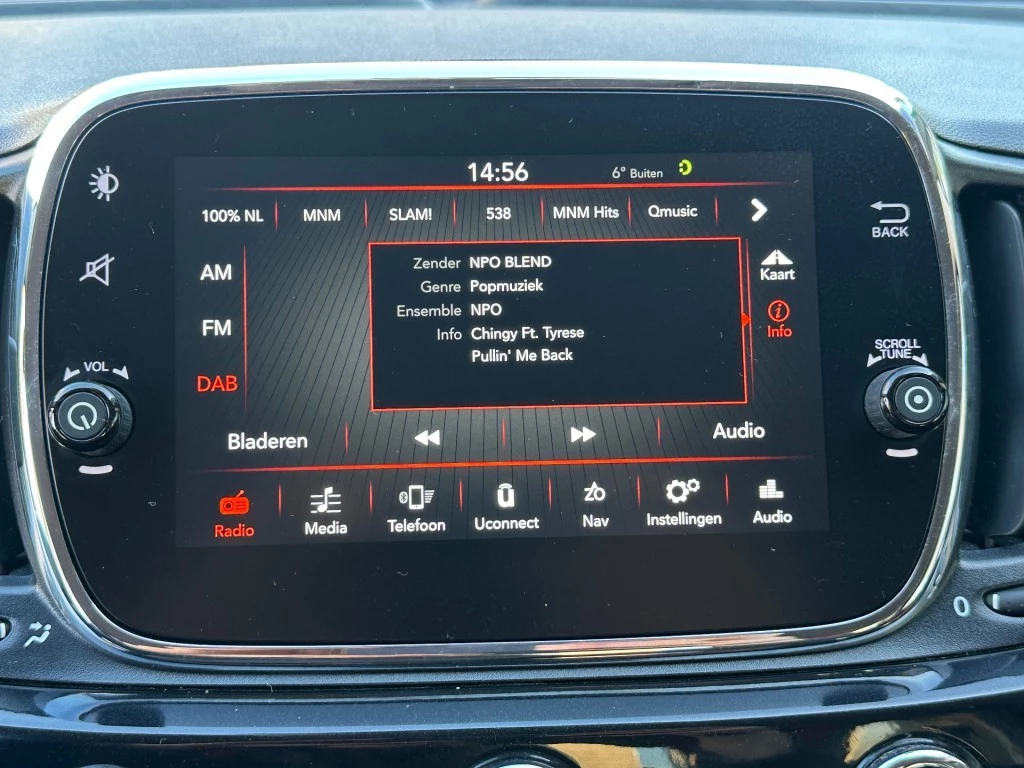 14:56 6° Buiten
100% NL MNM SLAM! 538 MNM Hits Qmusic
BACK
AM
FM
DAB
Zender NPO BLEND
Genre Popmuziek
Ensemble NPO
Info Chingy Ft. Tyrese
Pullin' Me Back
Kaart
Info
VOL
SCROLL
TUNE
Bladeren Audio
Radio Media Telefoon Uconnect Nav Instellingen Audio
0